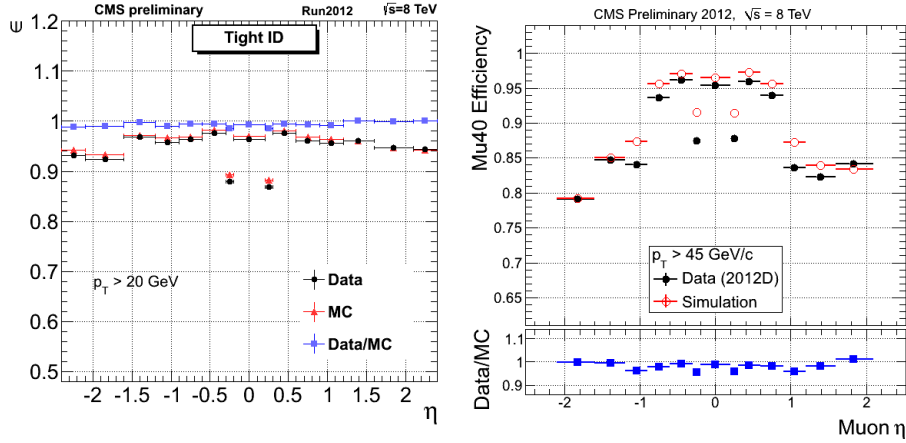 CMS preliminary Run2012 √s=8 TeV
Tight ID
ϵ
1.2
1.1
1
0.9
0.8
0.7
0.6
0.5
p_T > 20 GeV
Data
MC
Data/MC
-2 -1.5 -1 -0.5 0 0.5 1 1.5 2
η
CMS Preliminary 2012, √s = 8 TeV
Mu40 Efficiency
1
0.95
0.9
0.85
0.8
0.75
0.7
0.65
p_T > 45 GeV/c
Data (2012D)
Simulation
Data/MC
1.1
1
0.9
-2 -1 0 1 2
Muon η